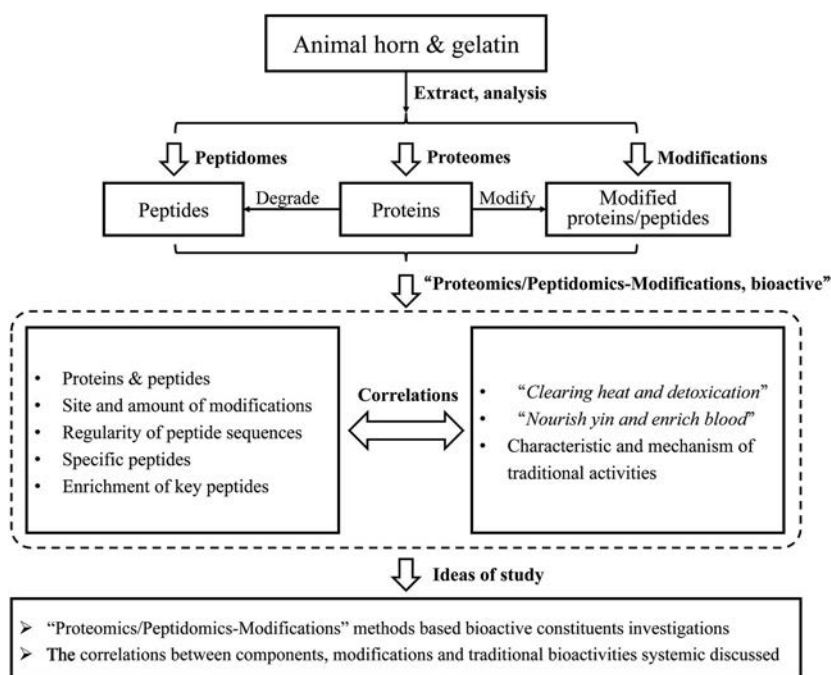 Animal horn & gelatin
Extract, analysis
Peptidomes
Proteomes
Modifications
Peptides
Degrade
Proteins
Modify
Modified
proteins/peptides
“Proteomics/Peptidomics-Modifications, bioactive”
• Proteins & peptides
• Site and amount of modifications
• Regularity of peptide sequences
• Specific peptides
• Enrichment of key peptides
Correlations
• “Clearing heat and detoxication”
• “Nourish yin and enrich blood”
• Characteristic and mechanism of
traditional activities
Ideas of study
➢ “Proteomics/Peptidomics-Modifications” methods based bioactive constituents investigations
➢ The correlations between components, modifications and traditional bioactivities systemic discussed